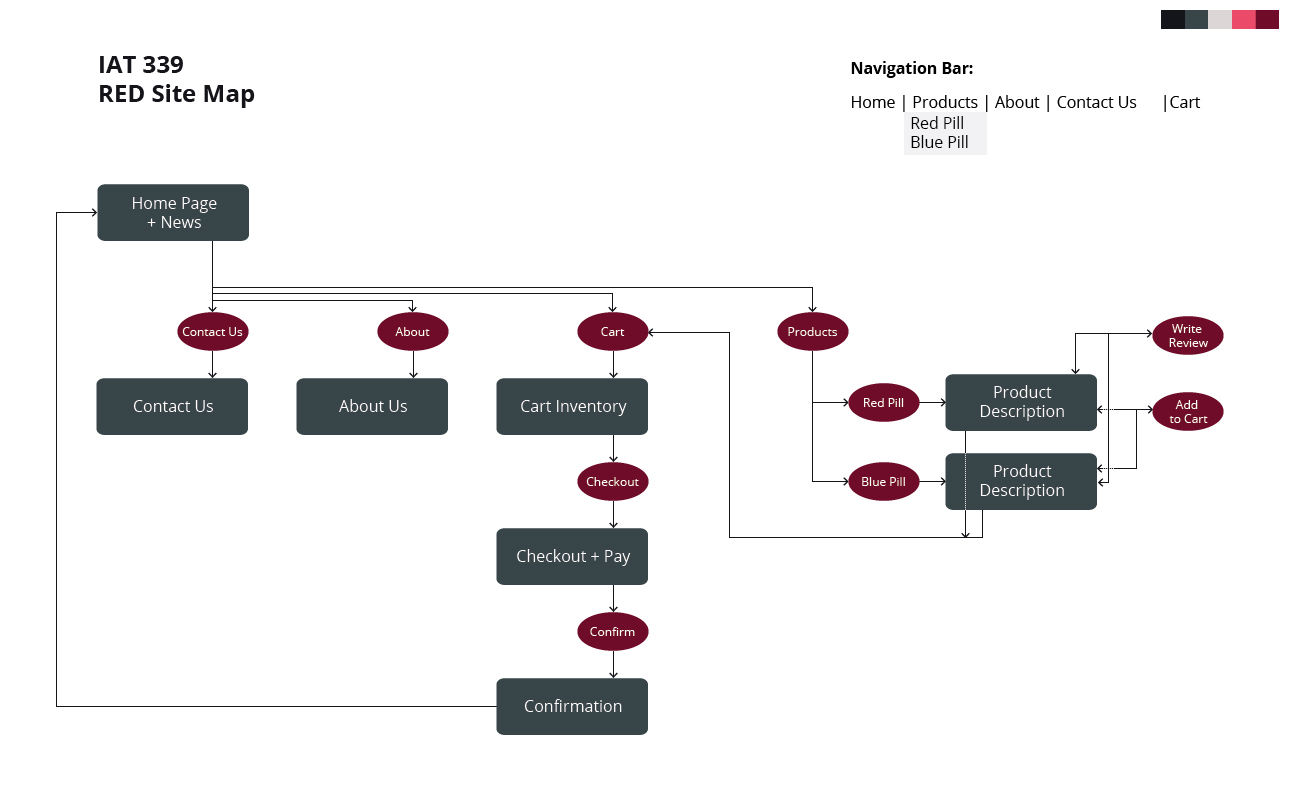 IAT 339
RED Site Map
Navigation Bar:
Home | Products | About | Contact Us |Cart
Red Pill
Blue Pill
Home Page
+ News
Contact Us
About
Cart
Products
Write
Review
Contact Us
About Us
Cart Inventory
Red Pill
Product
Description
Add
to Cart
Checkout
Blue Pill
Product
Description
Checkout + Pay
Confirm
Confirmation